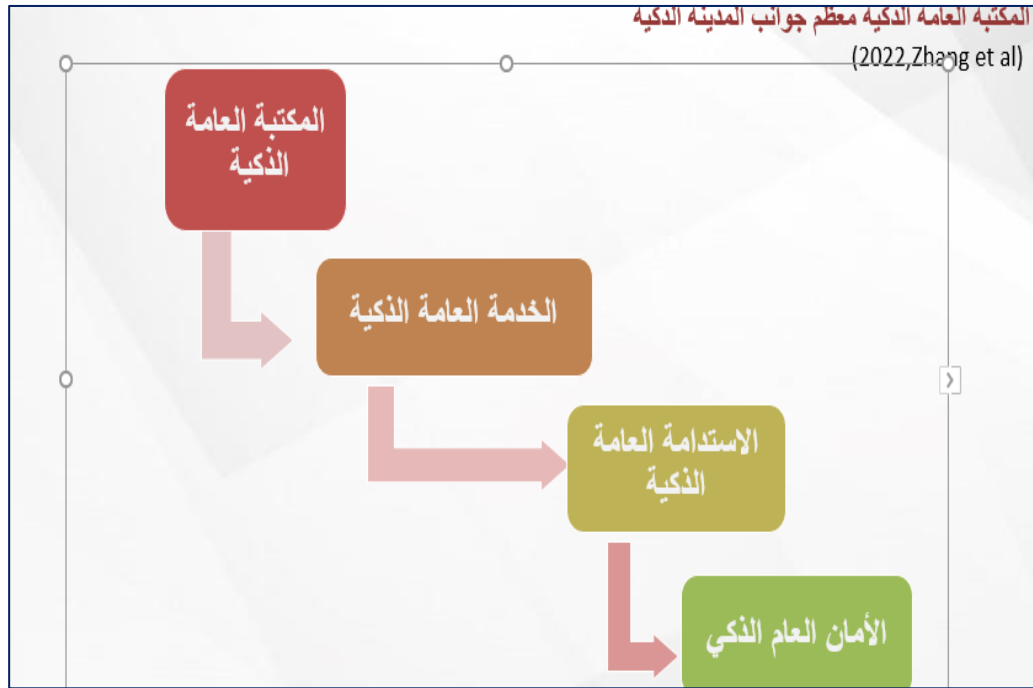 المكتبة العامة الذكية معظم جوانب المدينة الذكية
(2022,Zhang et al)
المكتبة العامة
الذكية
الخدمة العامة الذكية
الاستدامة العامة
الذكية
الأمان العام الذكي